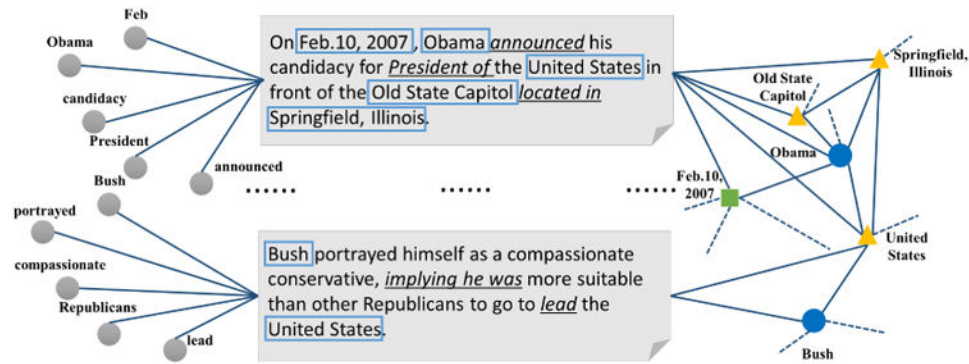 Feb
Obama
candidacy
President
announced
On Feb.10, 2007 , Obama announced his
candidacy for President of the United States in
front of the Old State Capitol located in
Springfield, Illinois.
Springfield,
Illinois
Old State
Capitol
Obama
Feb.10,
2007
United
States
Bush
...... ...... ......
Bush
portrayed
compassionate
Republicans
lead
Bush portrayed himself as a compassionate
conservative, implying he was more suitable
than other Republicans to go to lead the
United States.